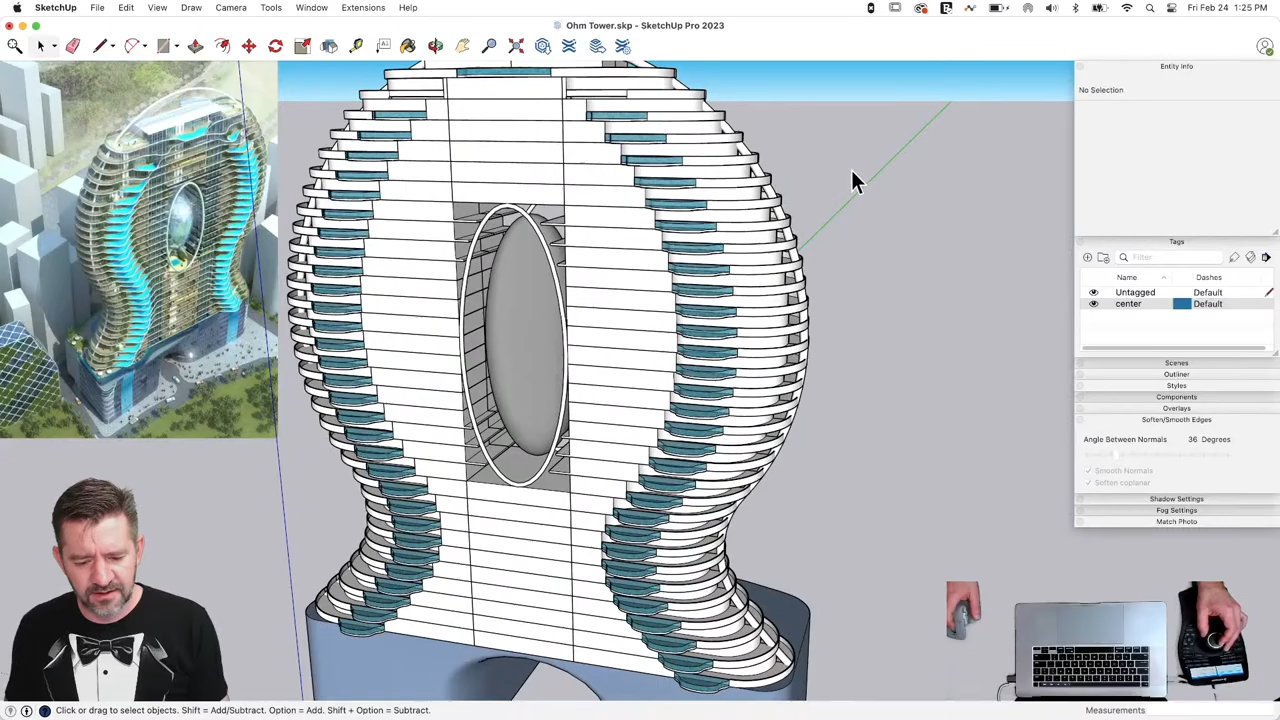 SketchUp File Edit Draw Camera Tools Window Extensions Help Fri Feb 24 1:25 PM
Ohm Tower.skp - SketchUp Pro 2023
Entity Info
No Selection
Tags
Filter
Name Dashes
Untagged Default
center Default
Scenes
Outliner
Styles
Components
Overlays
Soften/Smooth Edges
Angle Between Normals 36 Degrees
Smooth Normals
Soften coplanar
Shadow Settings
Fog Settings
Match Photo
Click or drag to select objects. Shift = Add/Subtract. Option = Add. Shift + Option = Subtract. Measurements